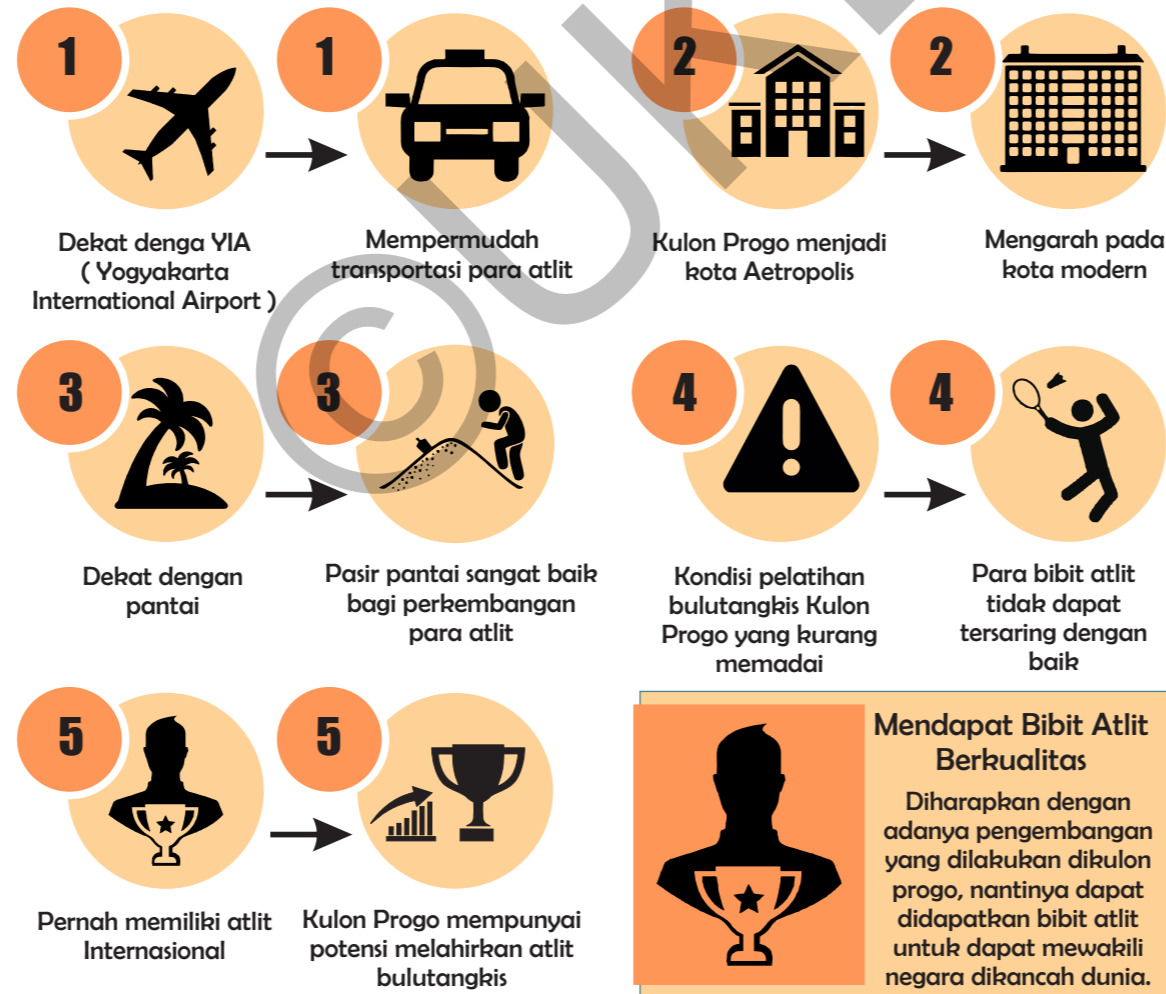 1
Dekat denga YIA
( Yogyakarta
International Airport )
1
Mempermudah
transportasi para atlit
2
Kulon Progo menjadi
kota Aetropolis
2
Mengarah pada
kota modern
3
Dekat dengan
pantai
3
Pasir pantai sangat baik
bagi perkembangan
para atlit
4
Kondisi pelatihan
bulutangkis Kulon
Progo yang kurang
memadai
4
Para bibit atlit
tidak dapat
tersaring dengan
baik
5
Pernah memiliki atlit
Internasional
5
Kulon Progo mempunyai
potensi melahirkan atlit
bulutangkis
Mendapat Bibit Atlit
Berkualitas
Diharapkan dengan
adanya pengembangan
yang dilakukan dikulon
progo, nantinya dapat
didapatkan bibit atlit
untuk dapat mewakili
negara dikancah dunia.